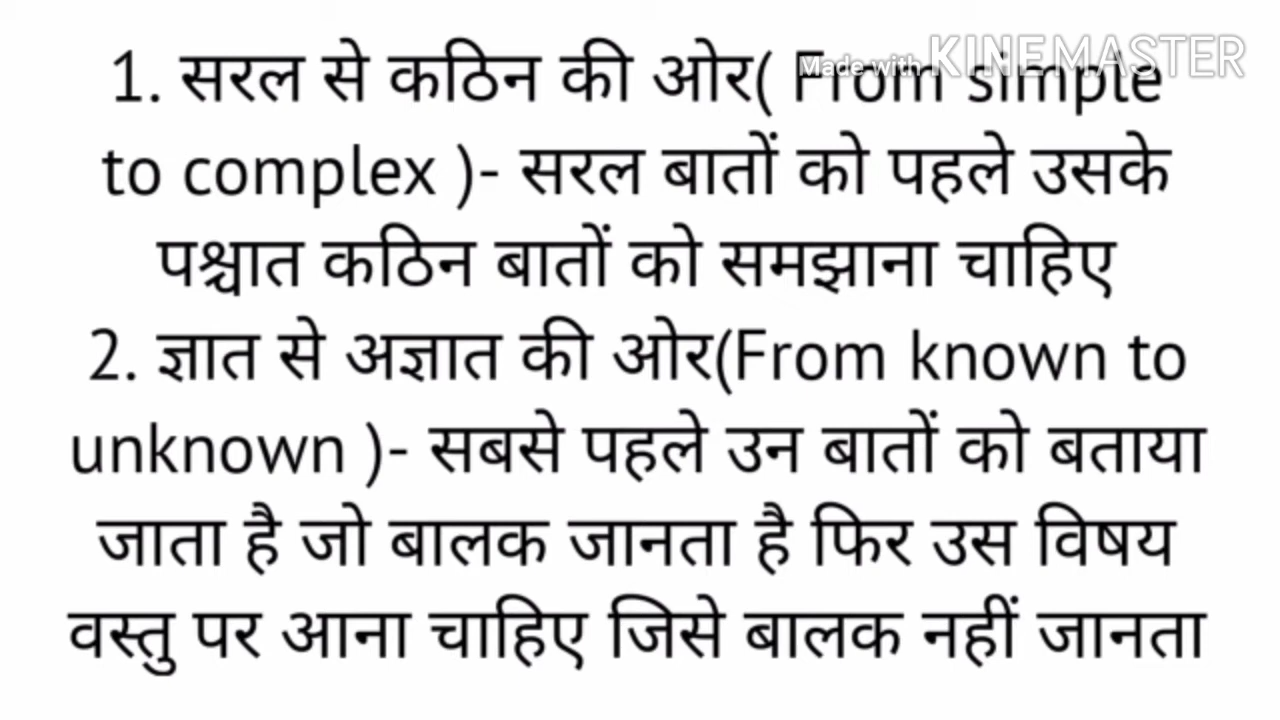 Made with KINEMASTER
1. सरल से कठिन की ओर( From simple
to complex )- सरल बातों को पहले उसके
पश्चात कठिन बातों को समझाना चाहिए
2. ज्ञात से अज्ञात की ओर(From known to
unknown )- सबसे पहले उन बातों को बताया
जाता है जो बालक जानता है फिर उस विषय
वस्तु पर आना चाहिए जिसे बालक नहीं जानता